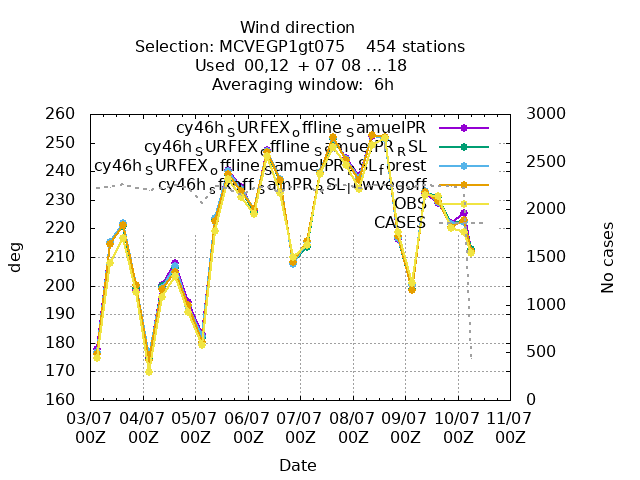 Wind direction
Selection: MCVEGP1gt075    454 stations
Used  00,12  + 07 08 ... 18
Averaging window:  6h
260
250
240
230
220
210
200
190
180
170
160
3000
2500
2000
1500
1000
500
0
deg
No cases
cy46h_SURFEX_offline_SamuelPR
cy46h_SURFEX_offline_SamuelPR_RSL
cy46h_SURFEX_offline_SamuelPR_RSL_forest
OBS
CASES
03/07 04/07 05/07 06/07 07/07 08/07 09/07 10/07 11/07
00Z 00Z 00Z 00Z 00Z 00Z 00Z 00Z 00Z
Date